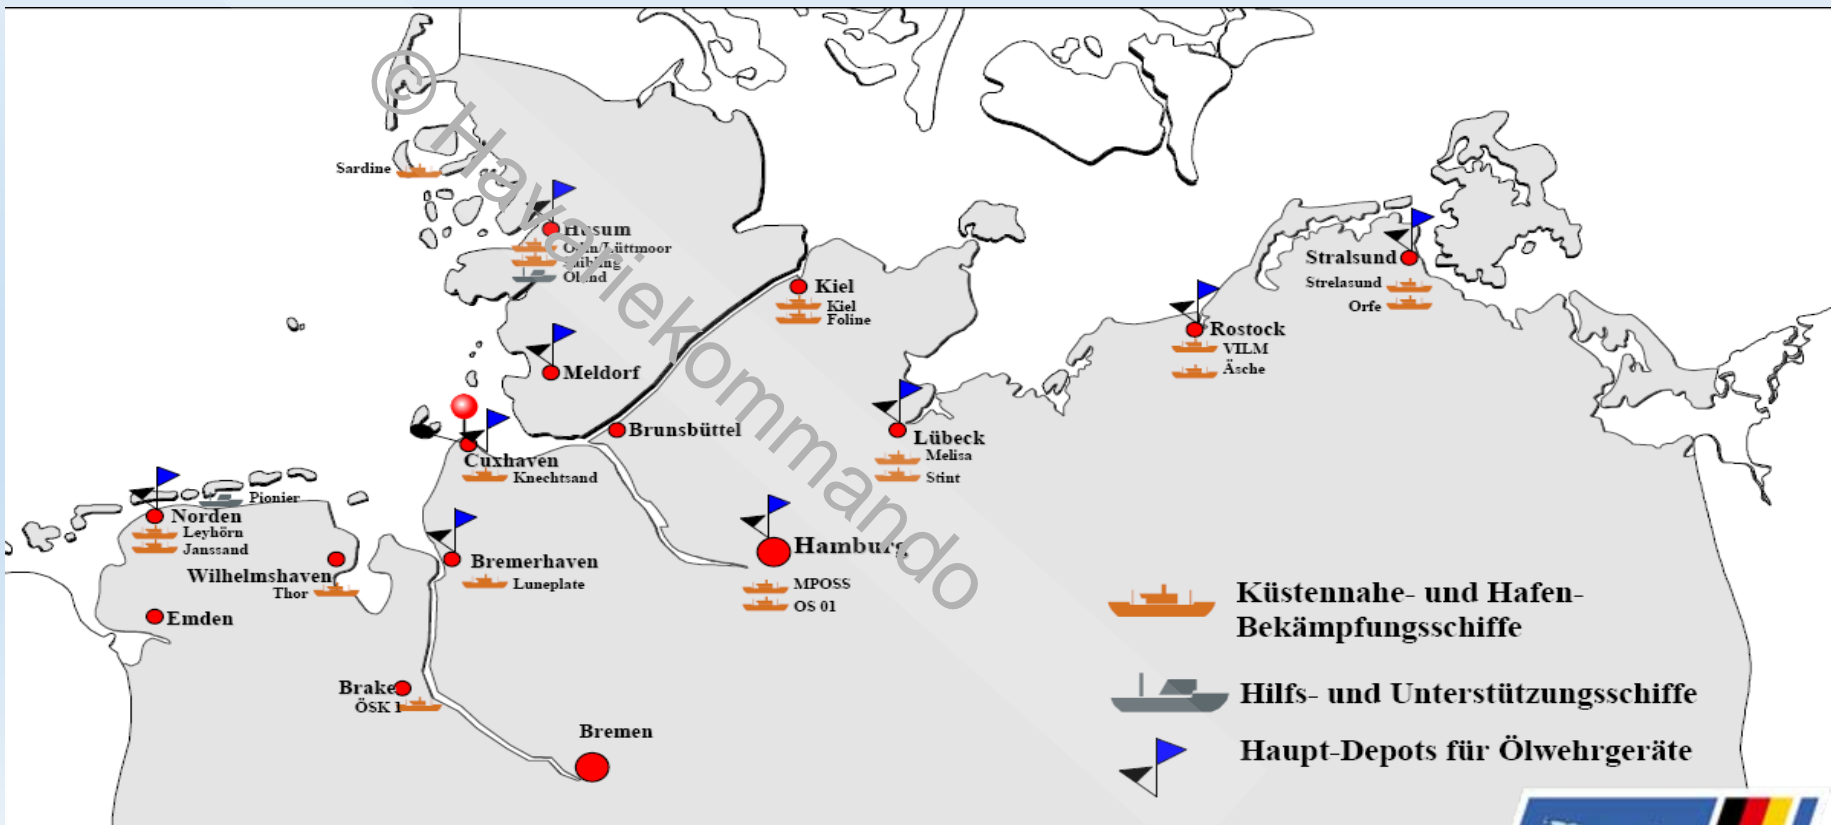 © Havariekommando
Sardine
Husum
Oland
Kiel
Kiel
Foline
Stralsund
Strelasund
Orfe
Rostock
VILM
Äsche
Meldorf
Brunsbüttel
Lübeck
Melisa
Stint
Cuxhaven
Knechtsand
Pionier
Norden
Leyhörn
Janssand
Wilhelmshaven
Thor
Emden
Bremerhaven
Luneplate
Hamburg
MPOSS
OS 01
Brake
ÖSK 1
Bremen
Küstennahe- und Hafen-
Bekämpfungsschiffe
Hilfs- und Unterstützungsschiffe
Haupt-Depots für Ölwehrgeräte